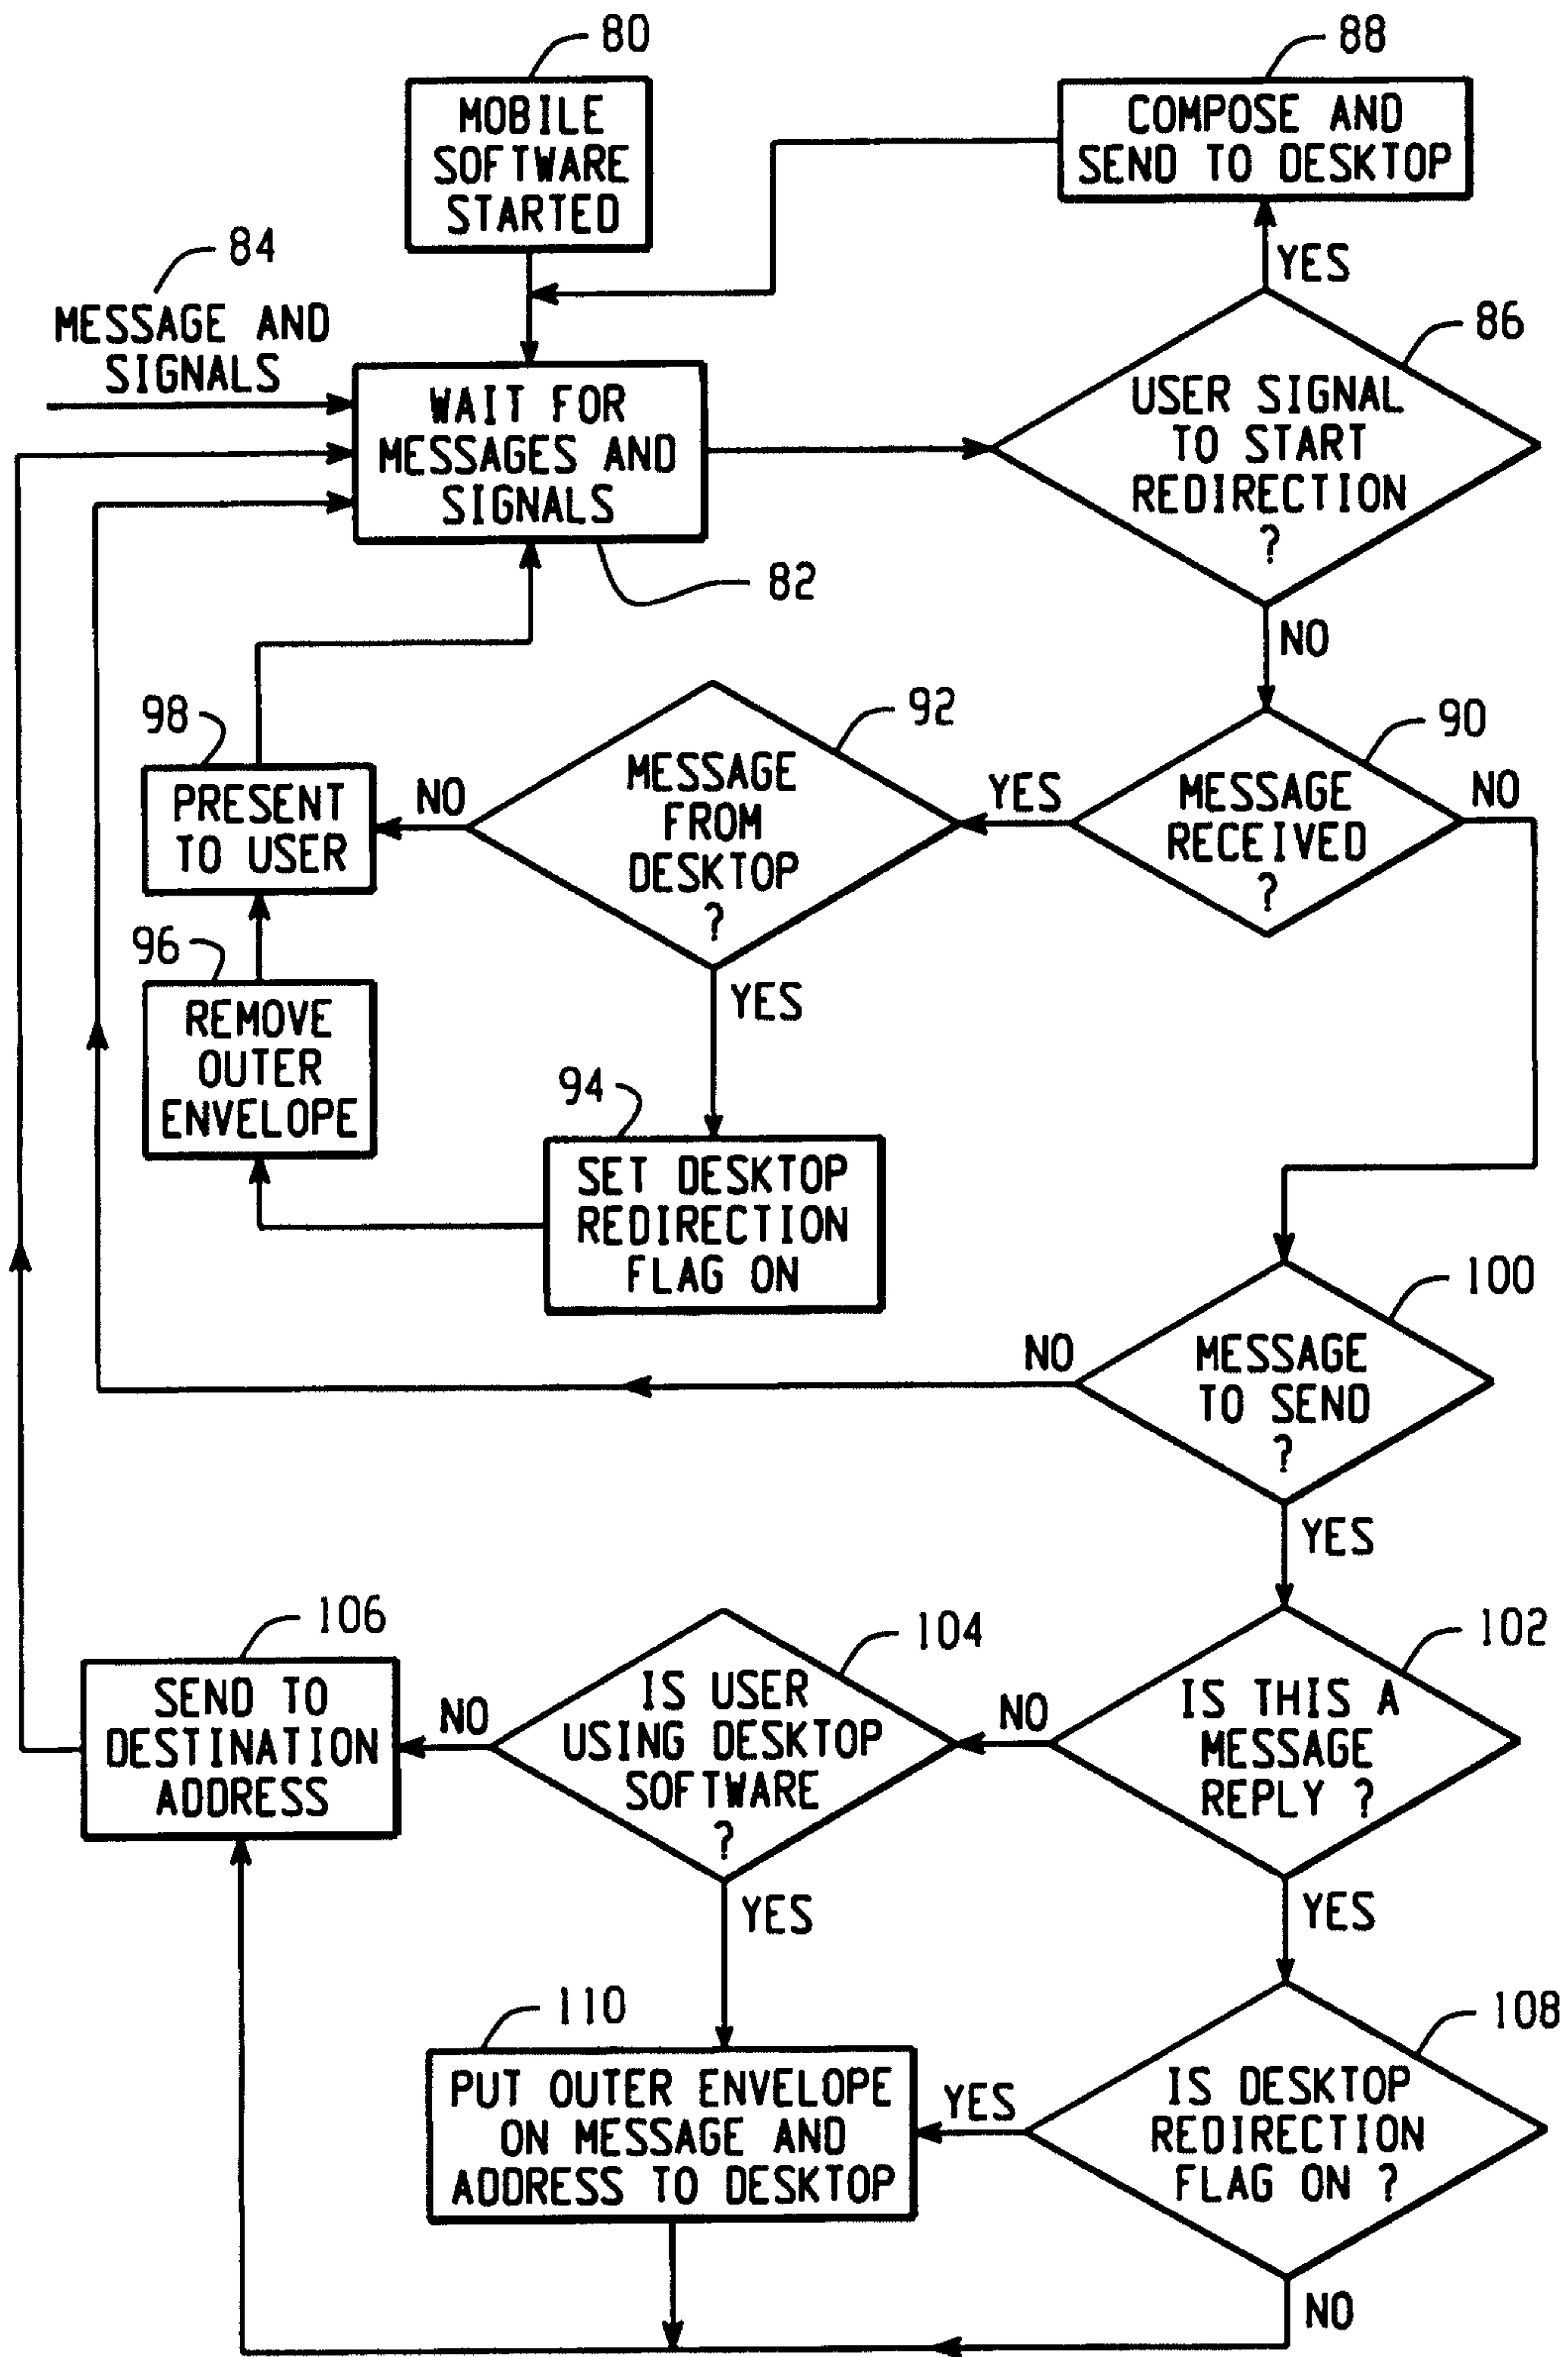 80
MOBILE
SOFTWARE
STARTED
88
COMPOSE AND
SEND TO DESKTOP
84
MESSAGE AND
SIGNALS
YES
86
USER SIGNAL
TO START
REDIRECTION
?
WAIT FOR
MESSAGES AND
SIGNALS
82
NO
98
PRESENT
TO USER
NO
92
MESSAGE
FROM
DESKTOP
?
YES
90
MESSAGE
RECEIVED
?
NO
96
REMOVE
OUTER
ENVELOPE
YES
94
SET DESKTOP
REDIRECTION
FLAG ON
100
NO
MESSAGE
TO SEND
?
YES
106
SEND TO
DESTINATION
ADDRESS
NO
104
IS USER
USING DESKTOP
SOFTWARE
?
NO
102
IS THIS A
MESSAGE
REPLY ?
YES
YES
110
PUT OUTER ENVELOPE
ON MESSAGE AND
ADDRESS TO DESKTOP
YES
108
IS DESKTOP
REDIRECTION
FLAG ON ?
NO